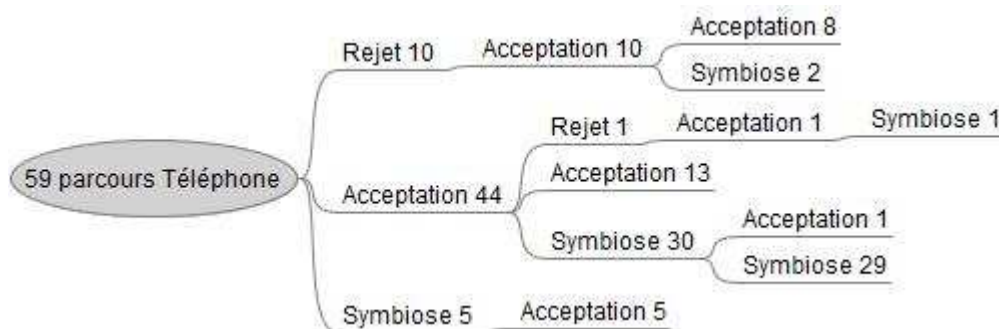 59 parcours Téléphone
Rejet 10
Acceptation 10
Acceptation 8
Symbiose 2
Acceptation 44
Rejet 1
Acceptation 1
Symbiose 1
Acceptation 13
Symbiose 30
Acceptation 1
Symbiose 29
Symbiose 5
Acceptation 5